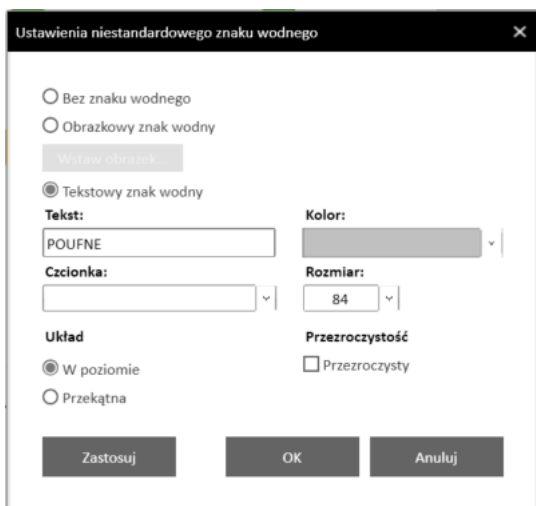 Ustawienia niestandardowego znaku wodnego
Bez znaku wodnego
Obrazkowy znak wodny
Wstaw obrazek...
Tekstowy znak wodny
Tekst: Kolor:
POUFNE
Czcionka: Rozmiar:
84
Układ Przezroczystość
W poziomie Przezroczysty
Przekątna
Zastosuj OK Anuluj